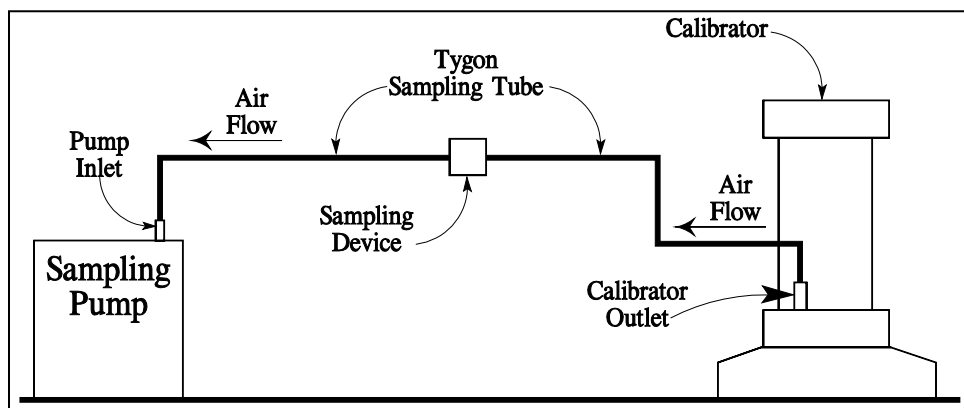 Calibrator
Tygon
Sampling Tube
Air
Flow
Pump
Inlet
Sampling
Device
Air
Flow
Sampling
Pump
Calibrator
Outlet